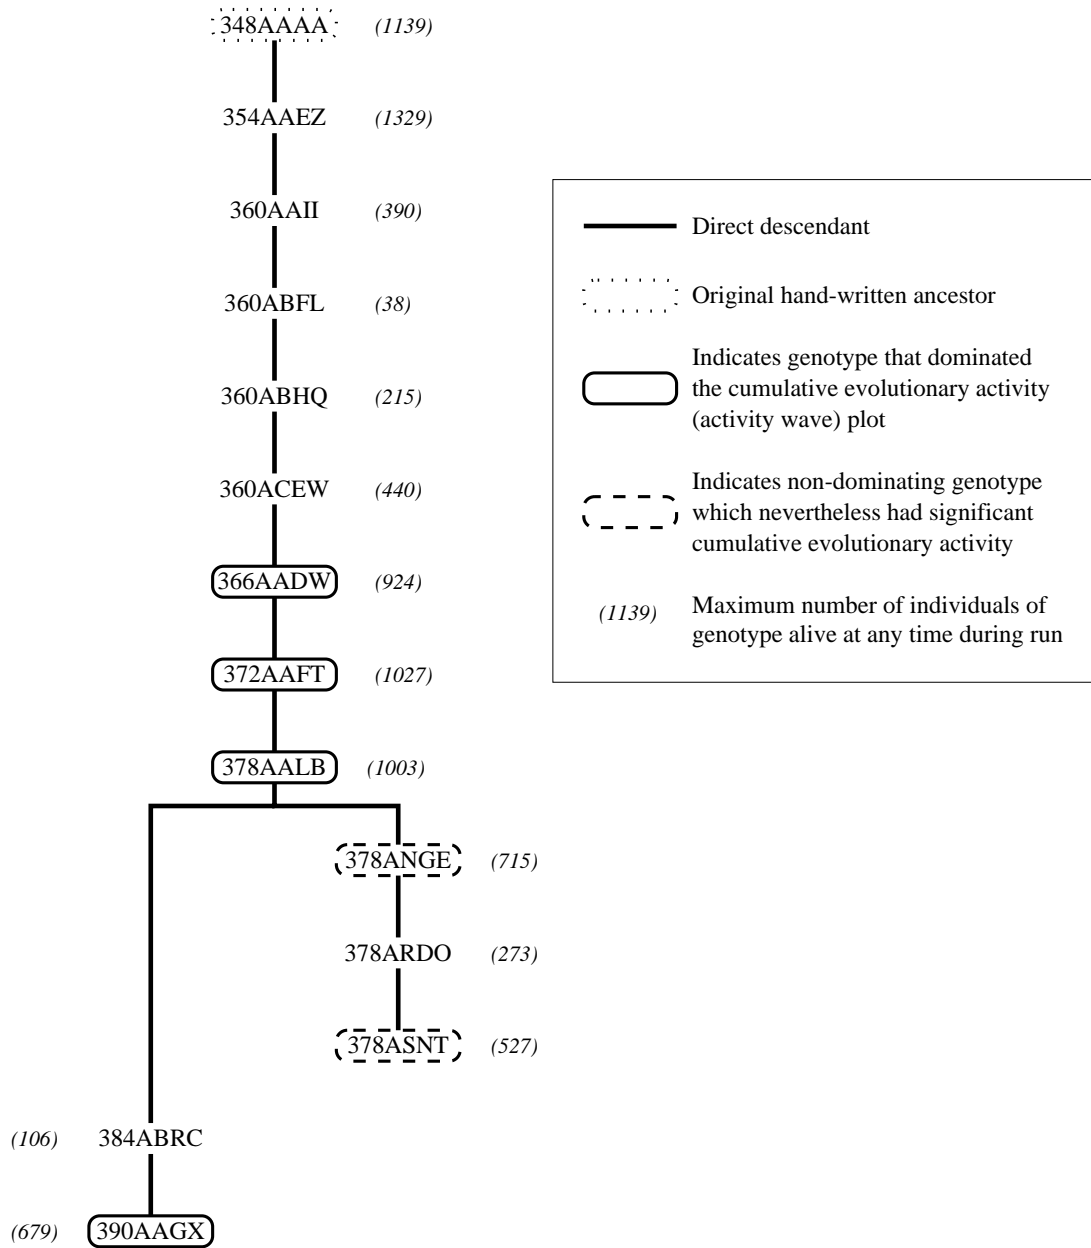 348AAAA (1139)
354AAEZ (1329)
360AAII (390)
360ABFL (38)
360ABHQ (215)
360ACEW (440)
366AADW (924)
372AAFT (1027)
378AALB (1003)
378ANGE (715)
378ARDO (273)
378ASNT (527)
(106) 384ABRC
(679) 390AAGX
Direct descendant
Original hand-written ancestor
Indicates genotype that dominated
the cumulative evolutionary activity
(activity wave) plot
Indicates non-dominating genotype
which nevertheless had significant
cumulative evolutionary activity
(1139) Maximum number of individuals of
genotype alive at any time during run